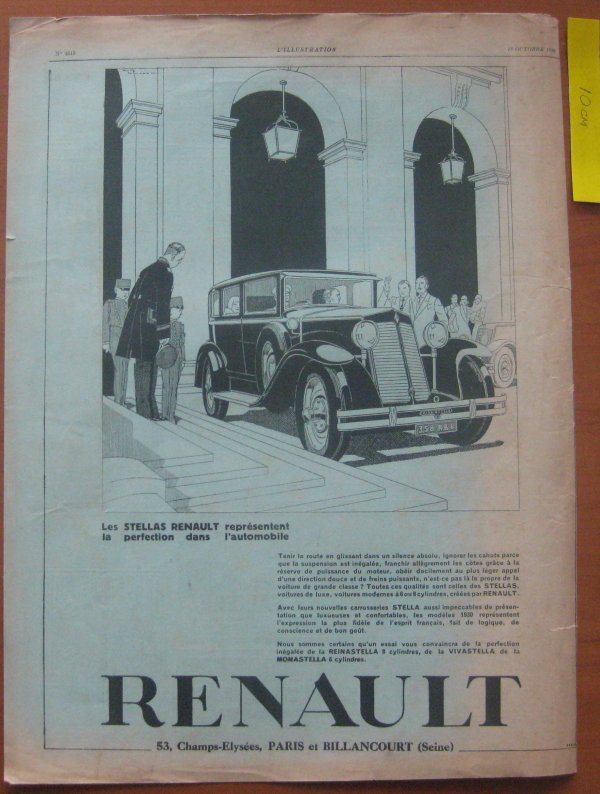 L'ILLUSTRATION
OCTOBRE
Les STELLAS RENAULT représentent
la perfection dans l'automobile
Tenir la route en glissant dans un silence absolu, ignorer les cahots parce
que la suspension est inégalée, franchir allègrement les côtes grâce à la
réserve de puissance du moteur, obéir docilement au plus léger appel
d'une direction douce et de freins puissants, n'est-ce pas là le propre de la
voiture de grande classe ? Toutes ces qualités sont celles des STELLAS,
voitures de luxe, voitures modernes à 6 ou 8 cylindres, créées par RENAULT.
Avec leurs nouvelles carrosseries STELLA aussi impeccables de présen-
tation que luxueuses et confortables, les modèles 1930 représentent
l'expression la plus fidèle de l'esprit français, fait de logique, de
conscience et de bon goût.
Nous sommes certains qu'un essai vous convaincra de la perfection
inégalée de la REINASTELLA 8 cylindres, de la VIVASTELLA et de la
MONASTELLA 6 cylindres.
RENAULT
53, Champs-Elysées, PARIS et BILLANCOURT (Seine)
10 CM